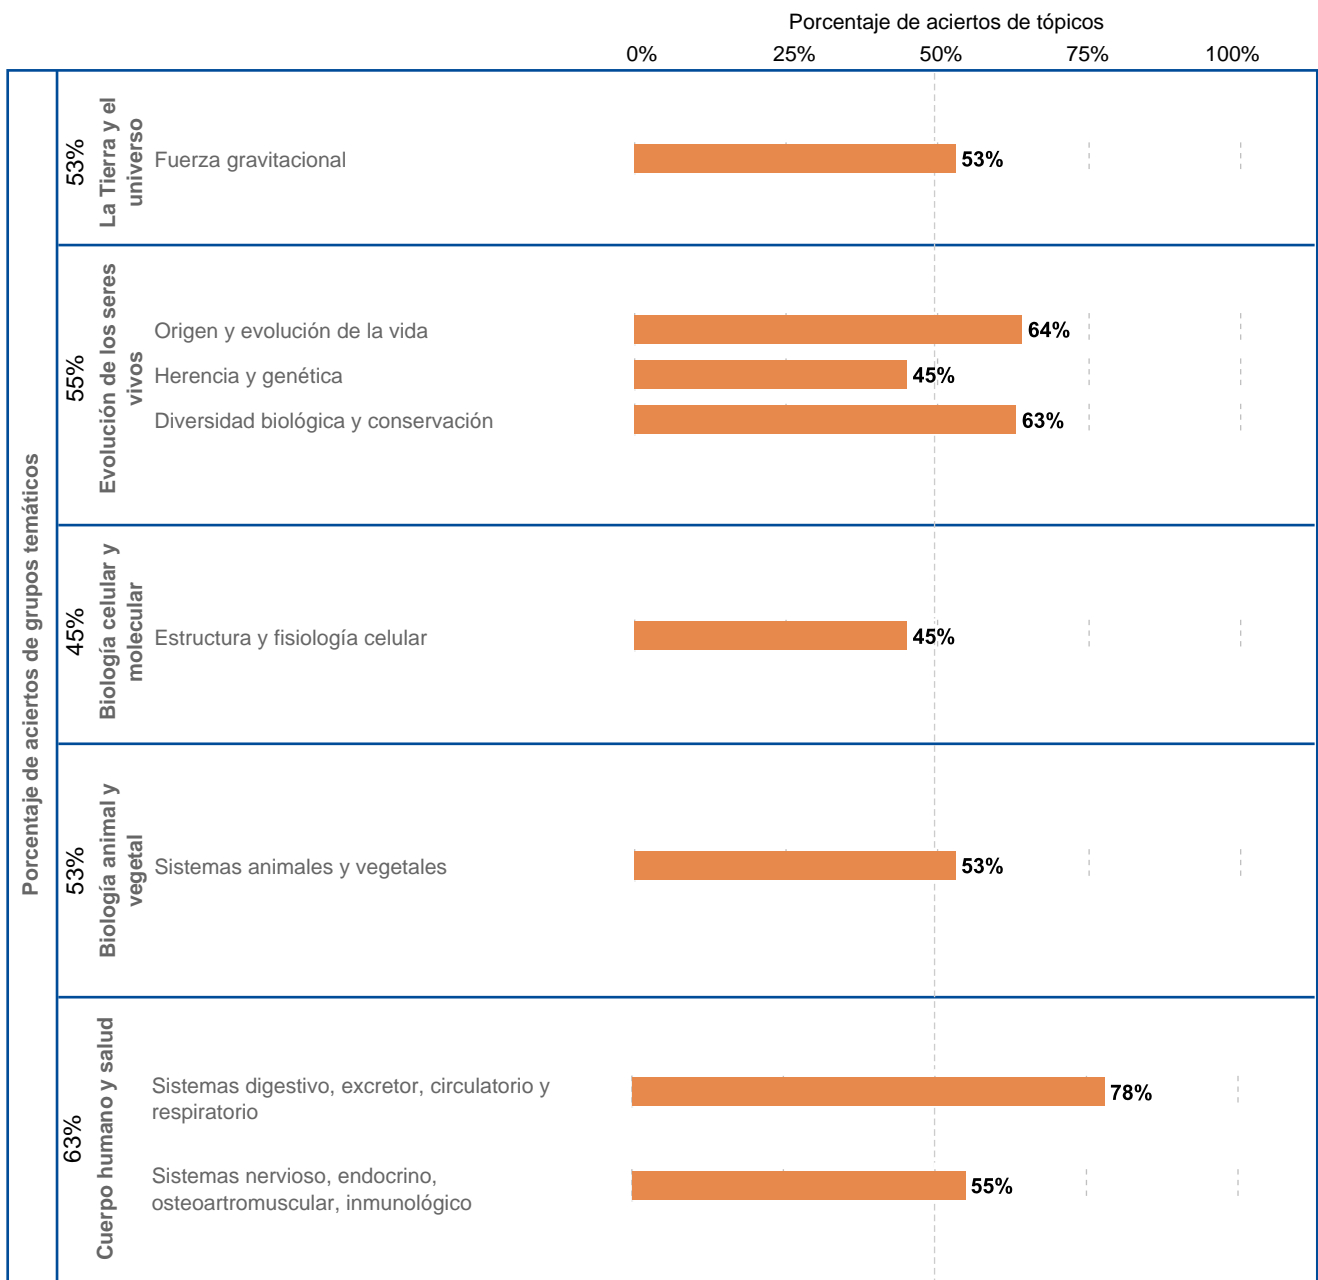 Porcentaje de aciertos de tópicos
0% 25% 50% 75% 100%
Porcentaje de aciertos de grupos temáticos
53%
La Tierra y el
universo
Fuerza gravitacional
53%
55%
Evolución de los seres
vivos
Origen y evolución de la vida
64%
Herencia y genética
45%
Diversidad biológica y conservación
63%
45%
Biología celular y
molecular
Estructura y fisiología celular
45%
53%
Biología animal y
vegetal
Sistemas animales y vegetales
53%
63%
Cuerpo humano y salud
Sistemas digestivo, excretor, circulatorio y
respiratorio
78%
Sistemas nervioso, endocrino,
osteoartromuscular, inmunológico
55%